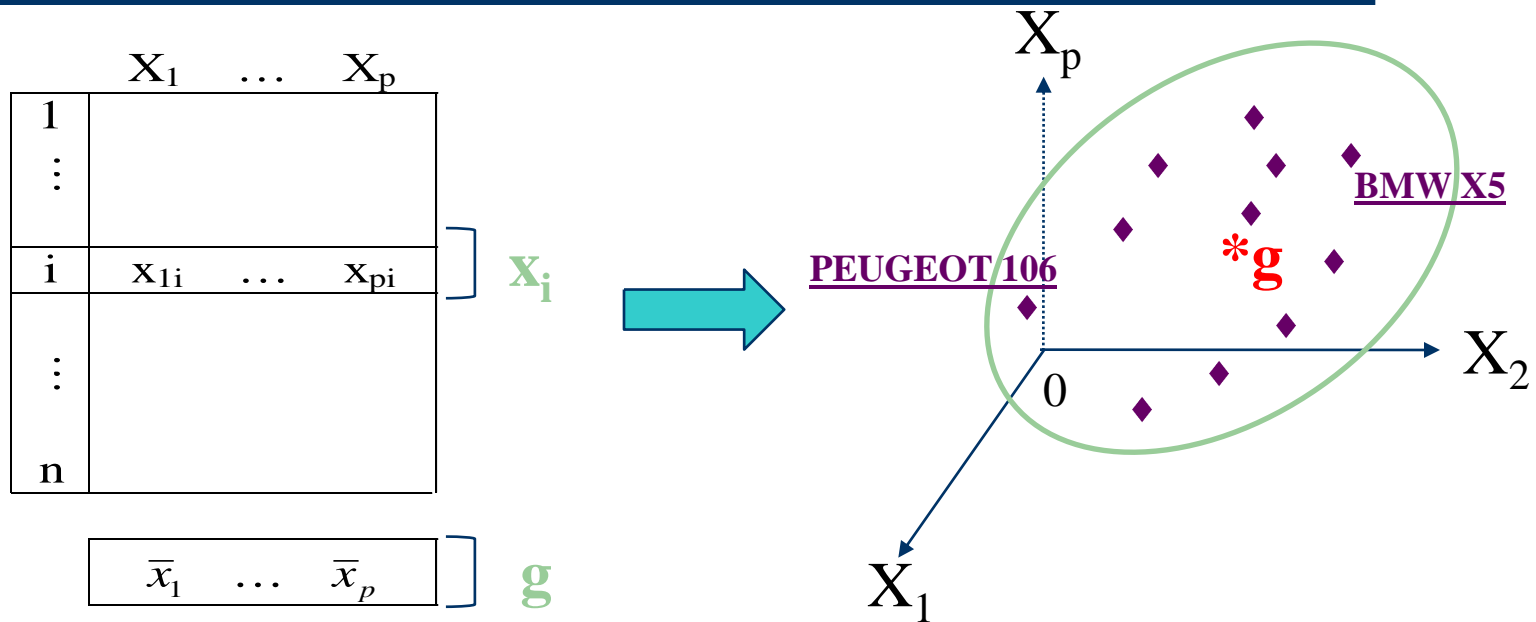 X₁ … Xₚ
1
⋮
i x₁ᵢ … xₚᵢ
xᵢ
⋮
n
x̅₁ … x̅ₚ
g
Xₚ
BMW X5
*g
PEUGEOT 106
X₂
0
X₁